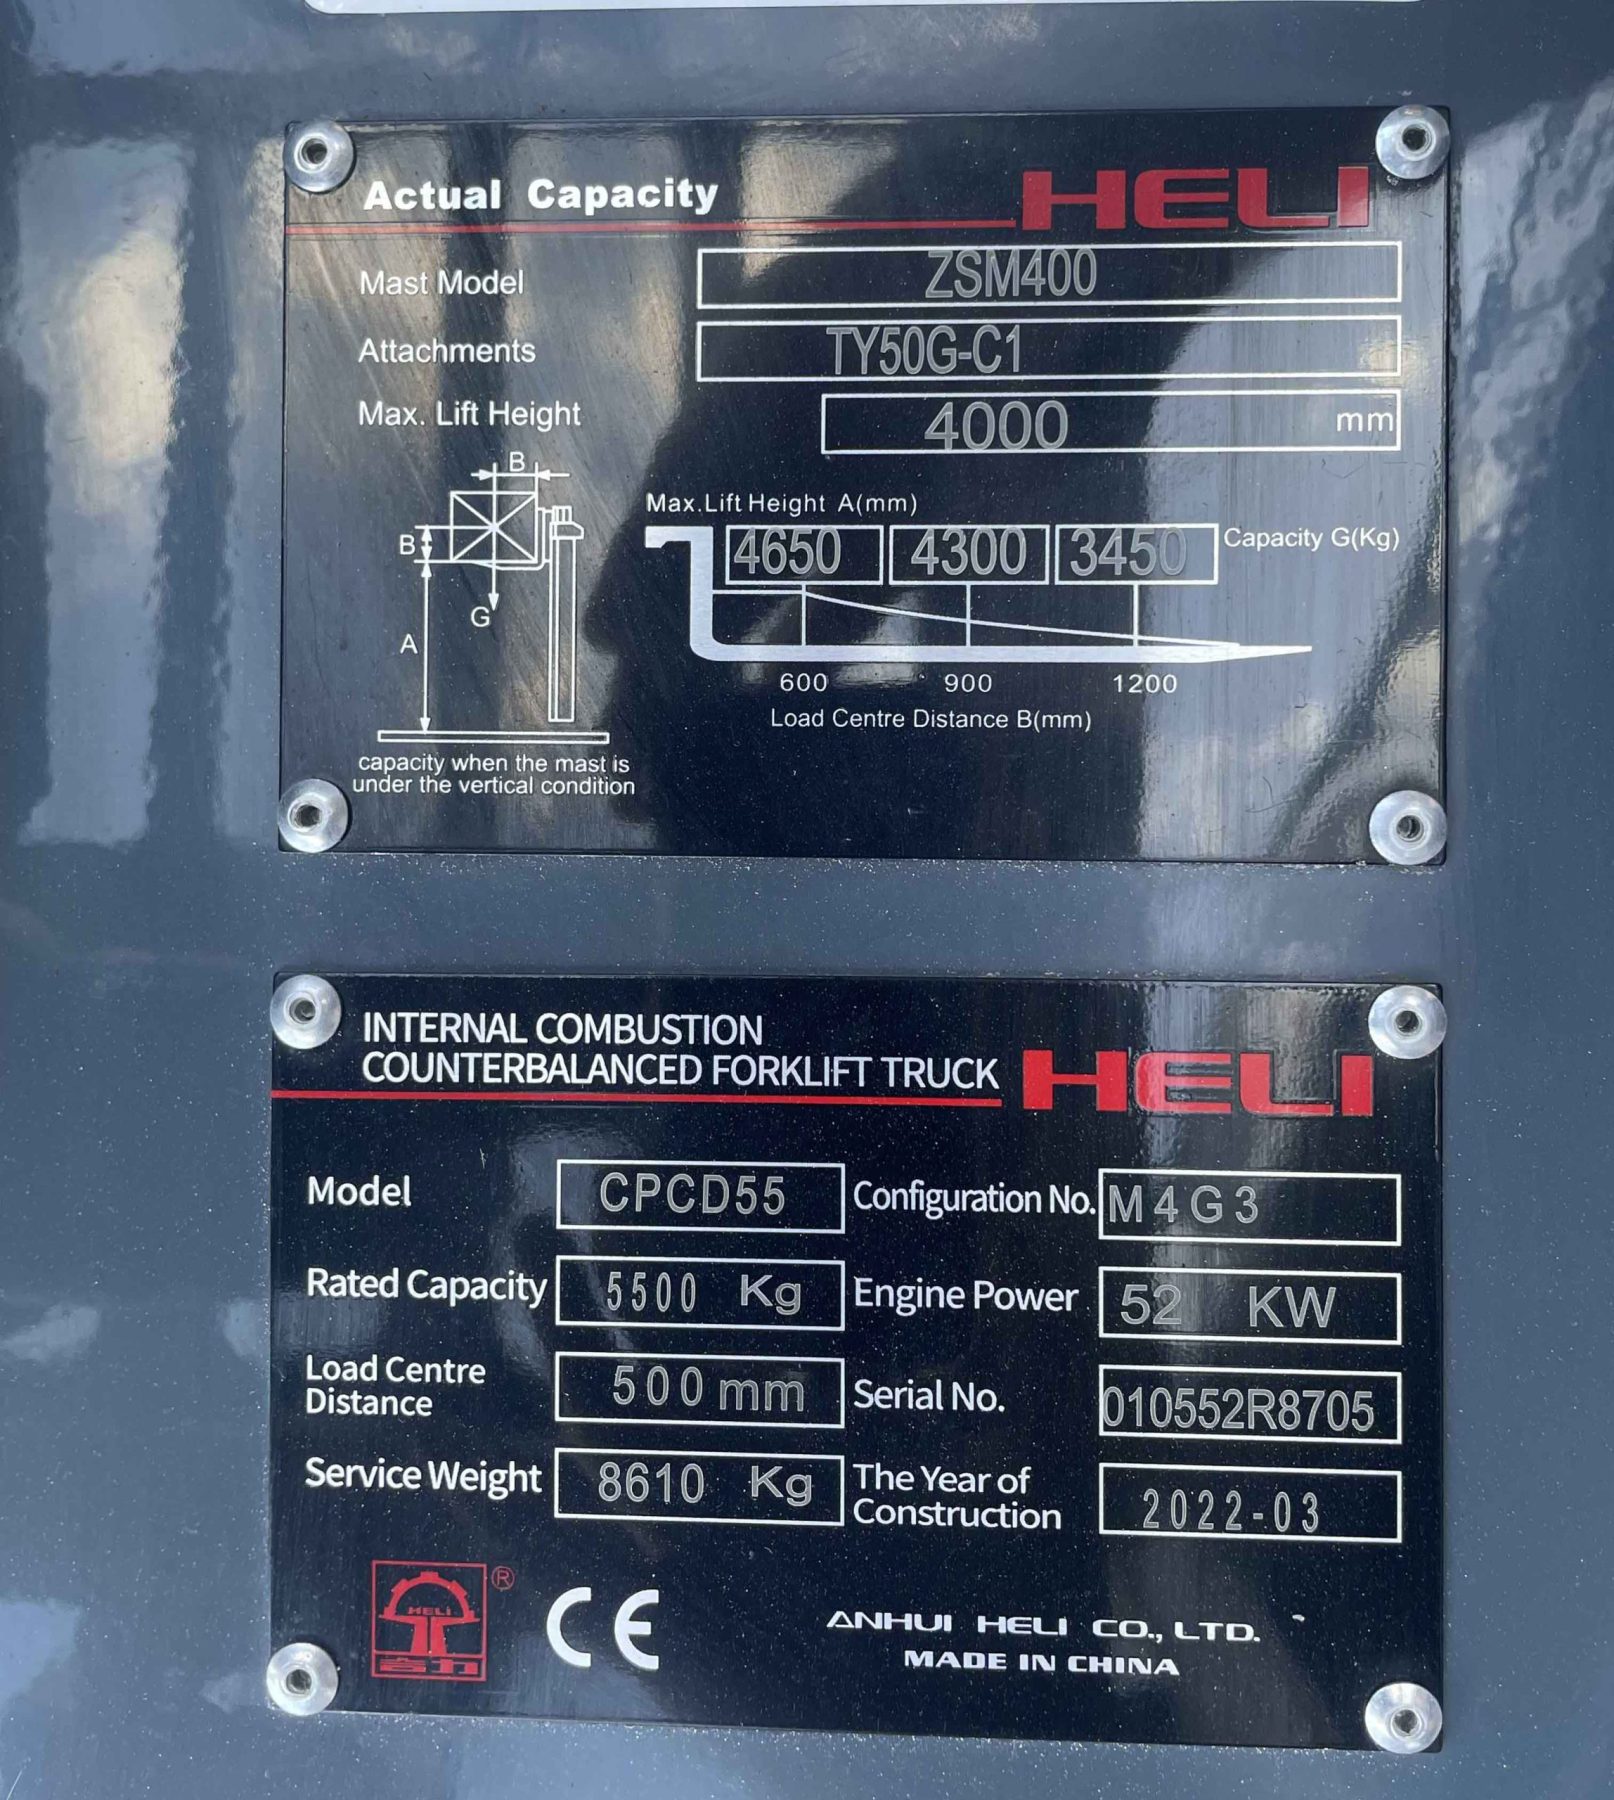 Actual Capacity HELI
Mast Model ZSM400
Attachments TY50G-C1
Max. Lift Height 4000 mm
B
B
G
A
capacity when the mast is
under the vertical condition
Max.Lift Height A(mm)
4650 4300 3450 Capacity G(Kg)
600 900 1200
Load Centre Distance B(mm)
INTERNAL COMBUSTION
COUNTERBALANCED FORKLIFT TRUCK HELI
Model CPCD55 Configuration No. M4G3
Rated Capacity 5500 Kg Engine Power 52 KW
Load Centre
Distance 500mm Serial No. 010552R8705
Service Weight 8610 Kg The Year of
Construction 2022-03
HELI ®
合力
CE
ANHUI HELI CO., LTD.
MADE IN CHINA